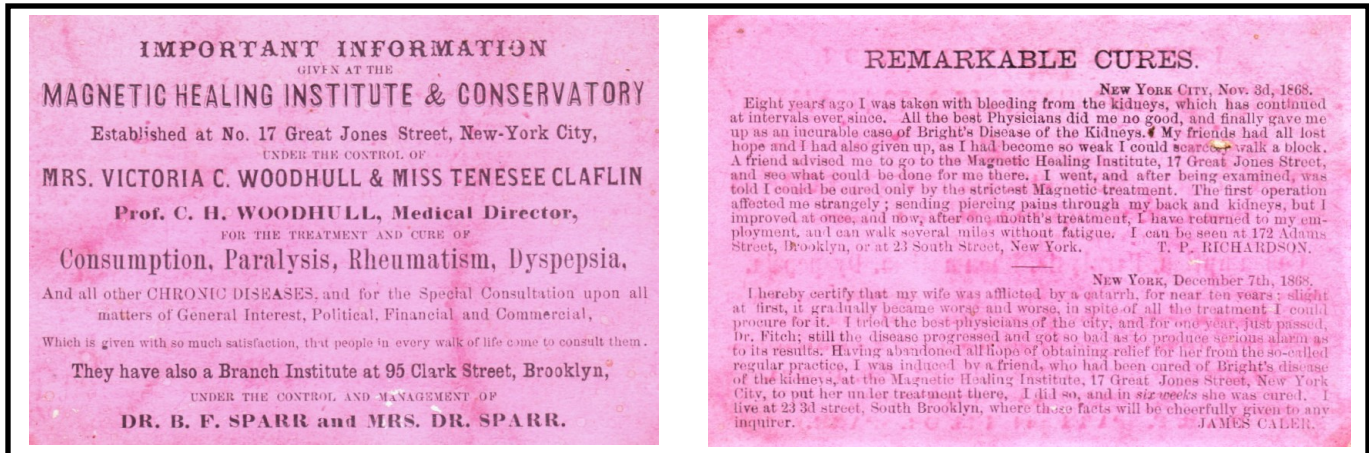 IMPORTANT INFORMATION
GIVEN AT THE
MAGNETIC HEALING INSTITUTE & CONSERVATORY
Established at No. 17 Great Jones Street, New-York City,
UNDER THE CONTROL OF
MRS. VICTORIA C. WOODHULL & MISS TENESEE CLAFLIN
Prof. C. H. WOODHULL, Medical Director,
FOR THE TREATMENT AND CURE OF
Consumption, Paralysis, Rheumatism, Dyspepsia,
And all other CHRONIC DISEASES, and for the Special Consultation upon all
matters of General Interest, Political, Financial and Commercial,
Which is given with so much satisfaction, that people in every walk of life come to consult them.
They have also a Branch Institute at 95 Clark Street, Brooklyn,
UNDER THE CONTROL AND MANAGEMENT OF
DR. B. F. SPARR and MRS. DR. SPARR.
REMARKABLE CURES.
NEW YORK CITY, Nov. 3d, 1868.
Eight years ago I was taken with bleeding from the kidneys, which has continued
at intervals ever since. All the best Physicians did me no good, and finally gave me
up as an incurable case of Bright's Disease of the Kidneys. My friends had all lost
hope and I had also given up, as I had become so weak I could walk a block.
A friend advised me to go to the Magnetic Healing Institute, 17 Great Jones Street,
and see what could be done for me there. I went, and after being examined, was
told I could be cured only by the strictest Magnetic treatment. The first operation
affected me strangely; sending piercing pains through my back and kidneys, but I
improved at once, and now, after one month's treatment, I have returned to my em-
ployment, and can walk several miles without fatigue. I can be seen at 172 Adams
Street, Brooklyn, or at 23 South Street, New York. T. P. RICHARDSON.
NEW YORK, December 7th, 1868.
I hereby certify that my wife was afflicted by a catarrh, for near ten years; slight
at first, it gradually became worse and worse, in spite of all the treatment I could
procure for it. I tried the best physicians of the city, and for one year, just passed,
Dr. Fitch; still the disease progressed and got so bad as to produce serious alarm as
to its results. Having abandoned all hope of obtaining relief for her from the so-called
regular practice, I was induced by a friend, who had been cured of Bright's disease
of the kidneys, at the Magnetic Healing Institute, 17 Great Jones Street, New York
City, to put her under treatment there. I did so, and in six weeks she was cured. I
live at 23 3d street, South Brooklyn, where these facts will be cheerfully given to any
inquirer. JAMES CALER.